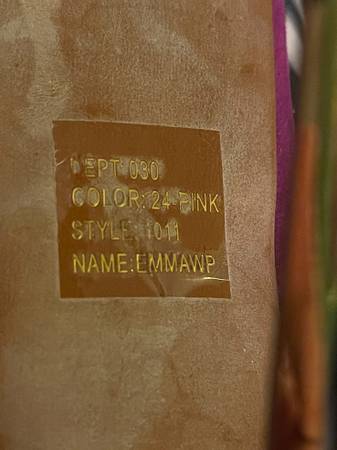 DEPT: 030
COLOR: 24-PINK
STYLE: 1011
NAME:EMMAWP